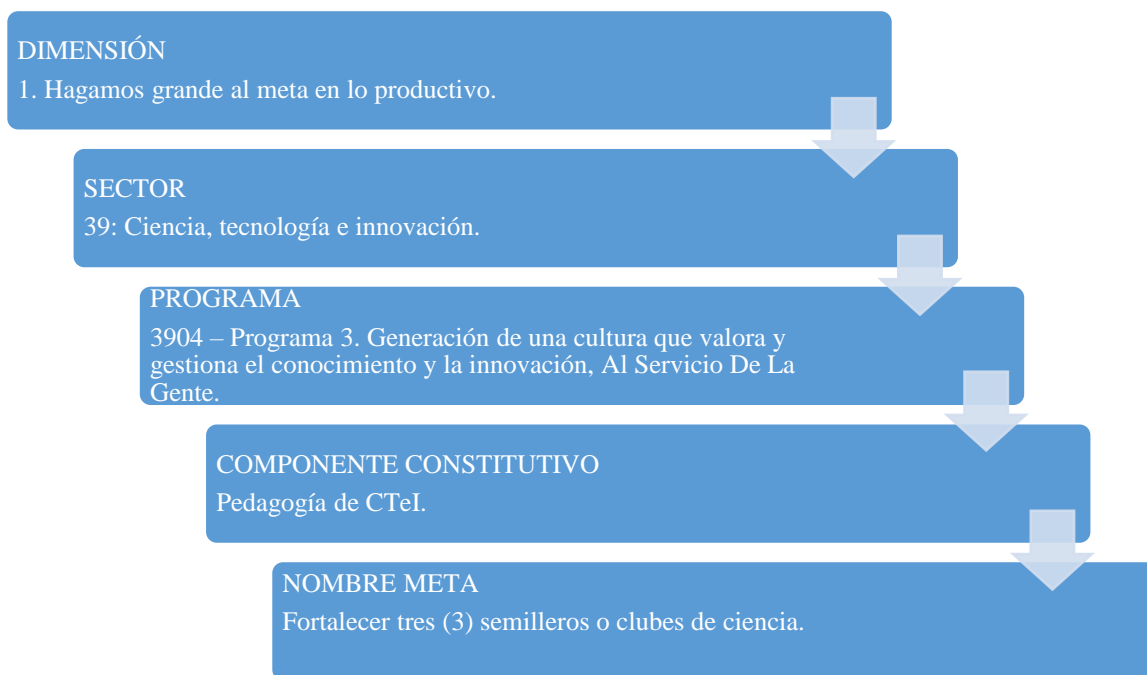 DIMENSIÓN
1. Hagamos grande al meta en lo productivo.
SECTOR
39: Ciencia, tecnología e innovación.
PROGRAMA
3904 – Programa 3. Generación de una cultura que valora y
gestiona el conocimiento y la innovación, Al Servicio De La
Gente.
COMPONENTE CONSTITUTIVO
Pedagogía de CTeI.
NOMBRE META
Fortalecer tres (3) semilleros o clubes de ciencia.